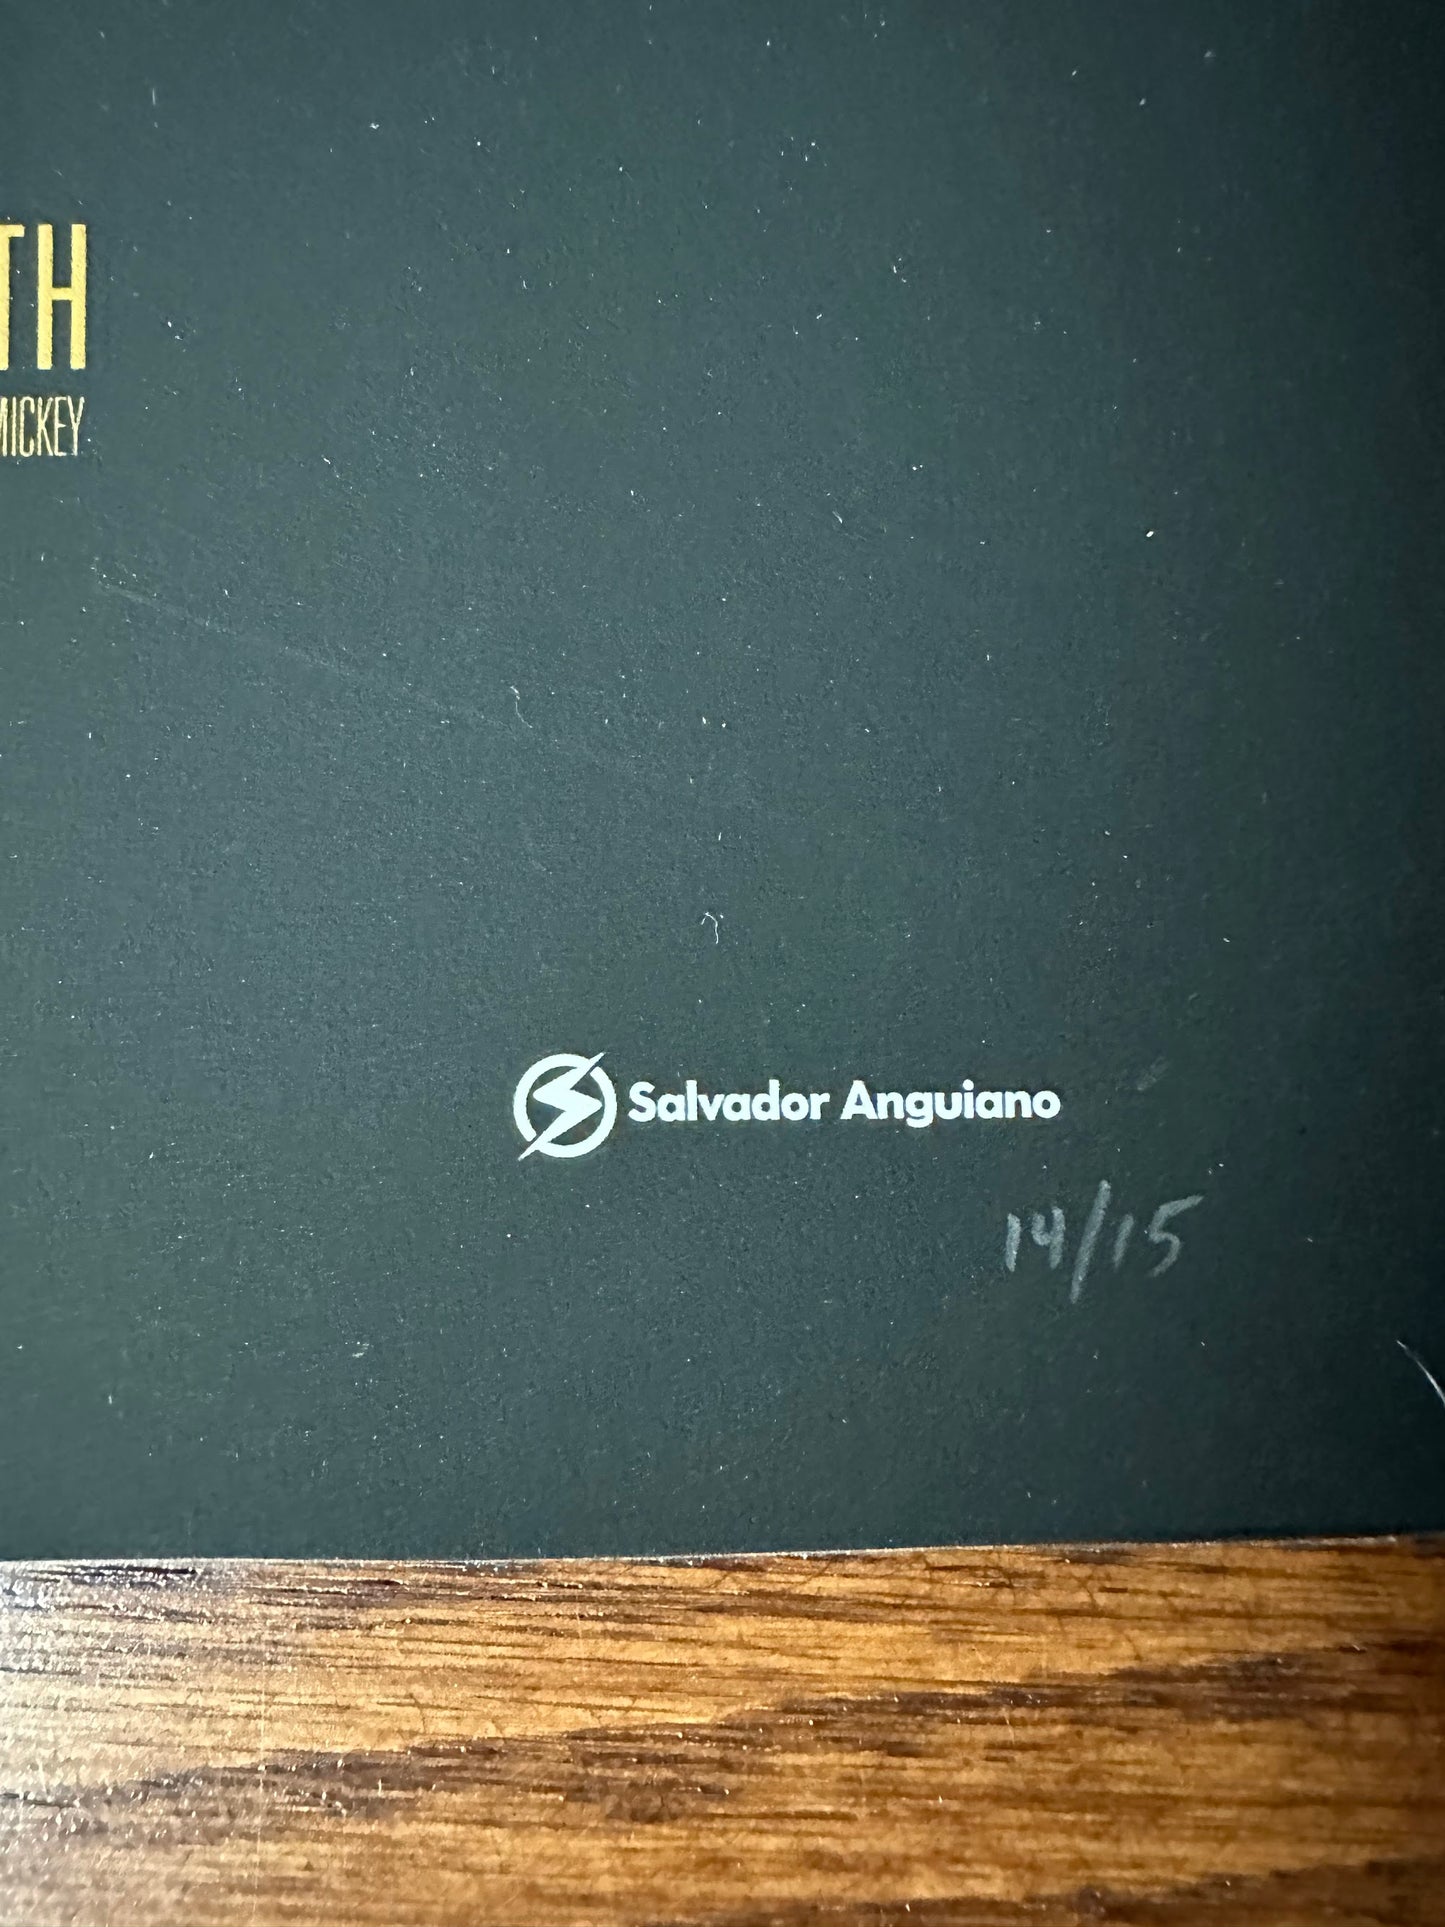 TH
MICKEY
Salvador Anguiano
14/15